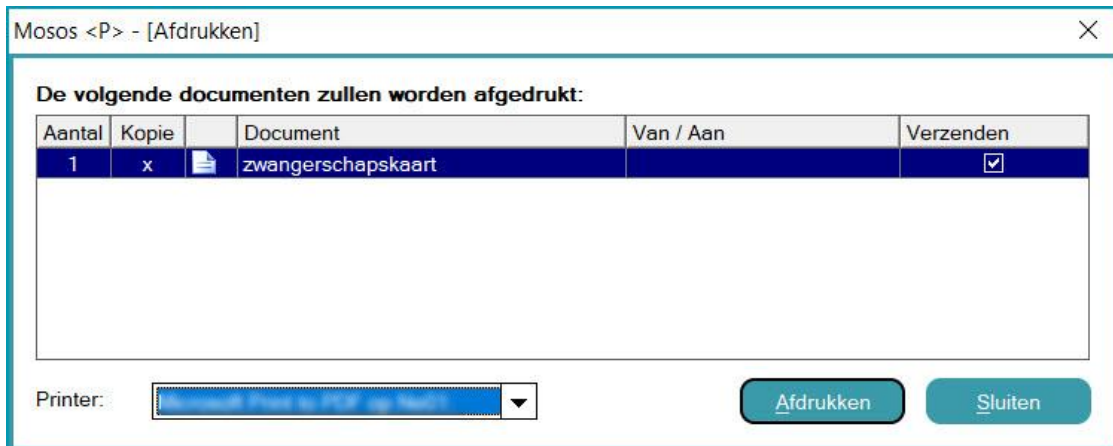 Mosos <P> - [Afdrukken]
De volgende documenten zullen worden afgedrukt:
Aantal Kopie Document Van / Aan Verzenden
1 x zwangerschapskaart
Printer: Afdrukken Sluiten